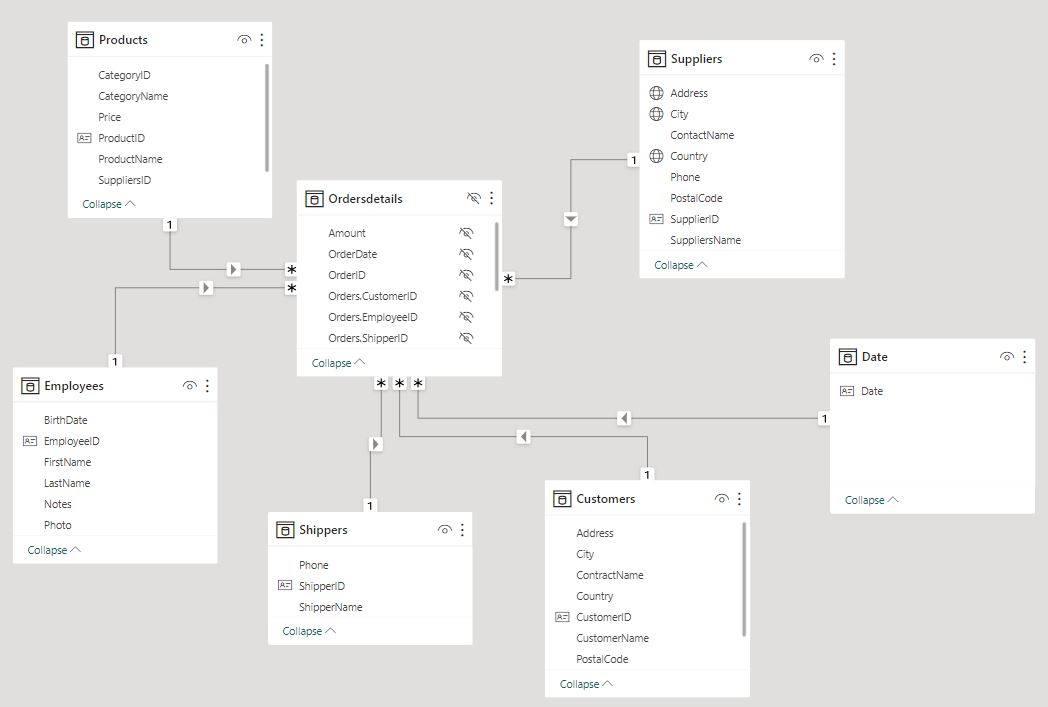 Products
CategoryID
CategoryName
Price
ProductID
ProductName
SuppliersID
Collapse
1
*
*
1
Ordersdetails
Amount
OrderDate
OrderID
Orders.CustomerID
Orders.EmployeeID
Orders.ShipperID
Collapse
*
*
*
*
1
Suppliers
Address
City
ContactName
Country
Phone
PostalCode
SupplierID
SuppliersName
Collapse
Employees
BirthDate
EmployeeID
FirstName
LastName
Notes
Photo
Collapse
1
Shippers
Phone
ShipperID
ShipperName
Collapse
1
Customers
Address
City
ContractName
Country
CustomerID
CustomerName
PostalCode
Collapse
1
Date
Date
Collapse